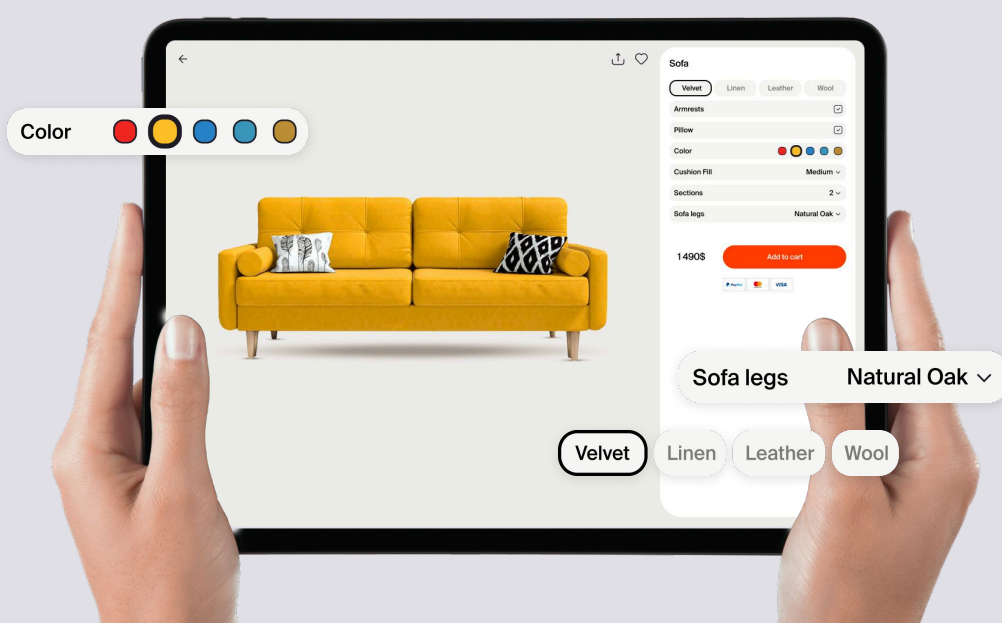 Color
Sofa
Velvet Linen Leather Wool
Armrests
Pillow
Color
Cushion Fill Medium
Sections 2
Sofa legs Natural Oak
1490$ Add to cart
PayPal VISA
Sofa legs Natural Oak
Velvet Linen Leather Wool